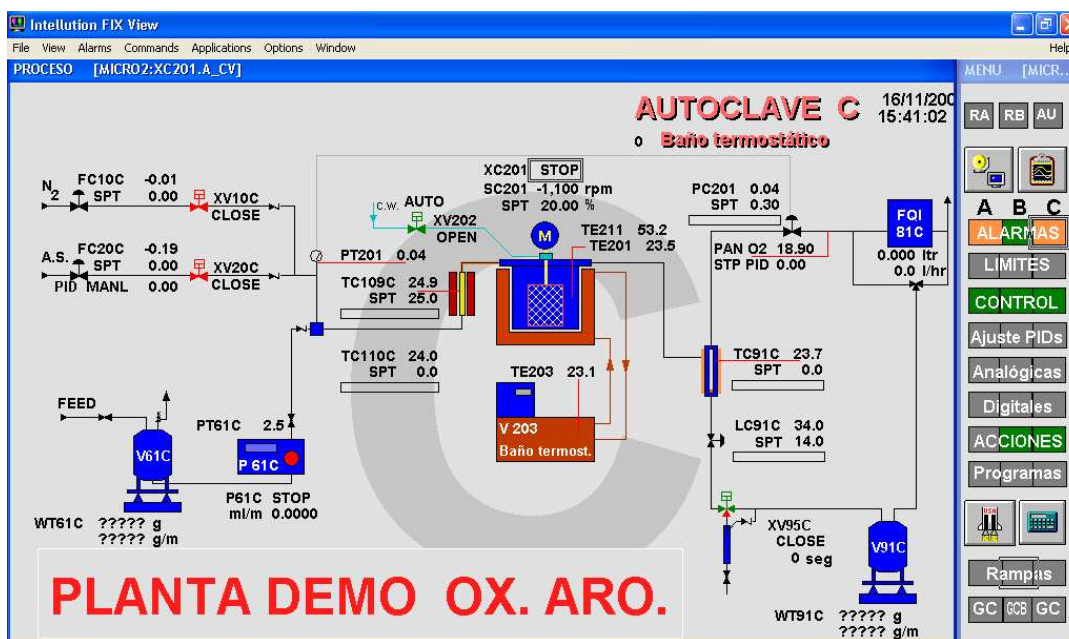 Intellution FIX View
File View Alarms Commands Applications Options Window Help
PROCESO [MICRO2:XC201.A_CV]
MENU [MICR...
AUTOCLAVE C
16/11/200
15:41:02
0 Baño termostático
RA RB AU
XC201 STOP
SC201 -1,100 rpm
SPT 20.00 %
N2
FC10C -0.01
SPT 0.00
XV10C
CLOSE
C.W.
AUTO
XV202
OPEN
M
TE211 53.2
TE201 23.5
PC201 0.04
SPT 0.30
PAN O2 18.90
STP PID 0.00
FQI
81C
0.000 ltr
0.0 l/hr
A B C
ALARMAS
LIMITES
CONTROL
Ajuste PIDs
Analógicas
Digitales
ACCIONES
Programas
A.S.
FC20C -0.19
SPT 0.00
PID MANL 0.00
XV20C
CLOSE
PT201 0.04
TC109C 24.9
SPT 25.0
TC110C 24.0
SPT 0.0
TE203 23.1
V 203
Baño termost.
TC91C 23.7
SPT 0.0
LC91C 34.0
SPT 14.0
FEED
V61C
PT61C 2.5
P 61C
P61C STOP
ml/m 0.0000
WT61C ????? g
????? g/m
XV95C
CLOSE
0 seg
V91C
WT91C ????? g
????? g/m
PLANTA DEMO OX. ARO.
Rampas
GC GCB GC